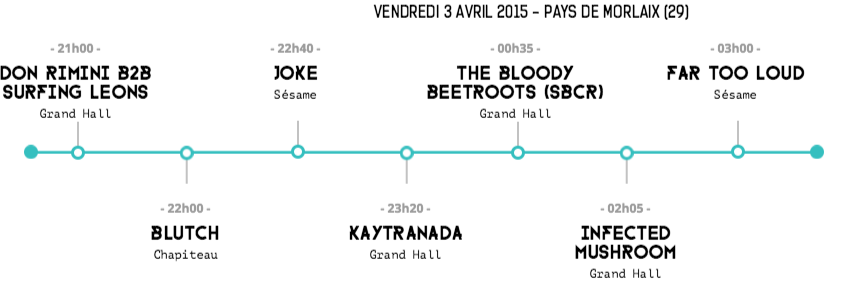 VENDREDI 3 AVRIL 2015 - PAYS DE MORLAIX (29)
- 21h00 -
DON RIMINI B2B
SURFING LEONS
Grand Hall
- 22h00 -
BLUTCH
Chapiteau
- 22h40 -
JOKE
Sésame
- 23h20 -
KAYTRANADA
Grand Hall
- 00h35 -
THE BLOODY
BEETROOTS (SBCR)
Grand Hall
- 02h05 -
INFECTED
MUSHROOM
Grand Hall
- 03h00 -
FAR TOO LOUD
Sésame